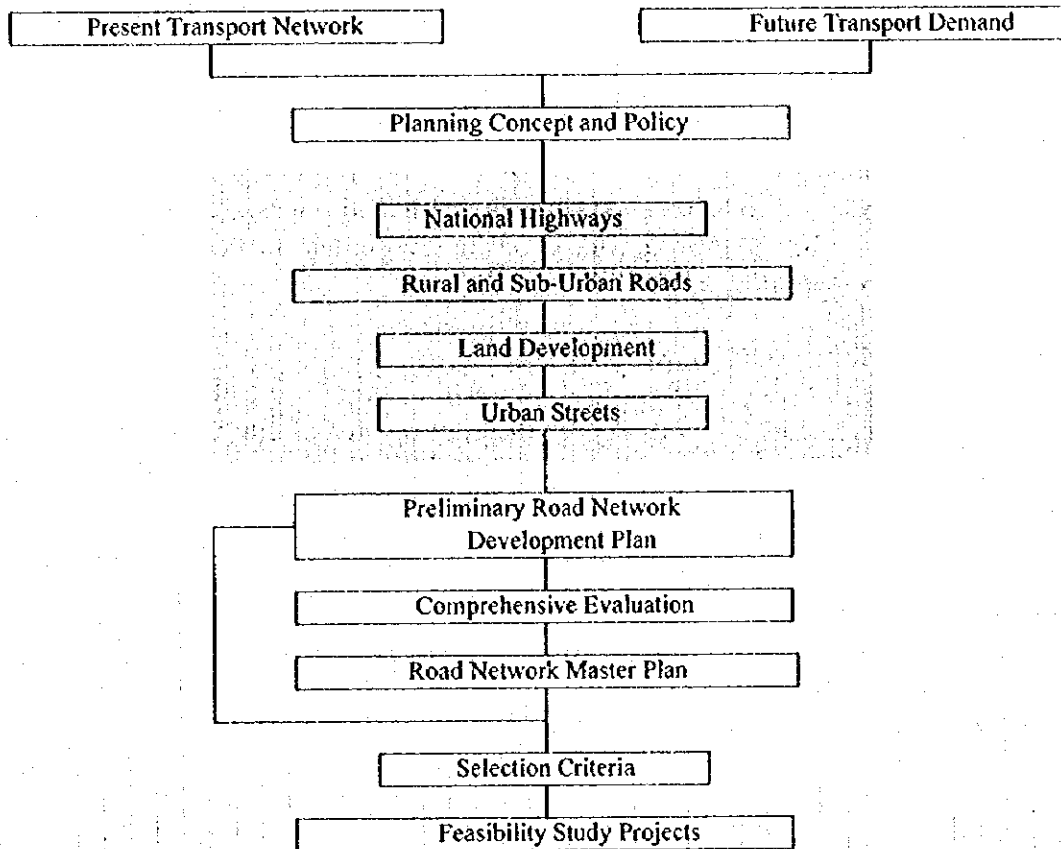 Present Transport Network
Future Transport Demand
Planning Concept and Policy
National Highways
Rural and Sub-Urban Roads
Land Development
Urban Streets
Preliminary Road Network
Development Plan
Comprehensive Evaluation
Road Network Master Plan
Selection Criteria
Feasibility Study Projects